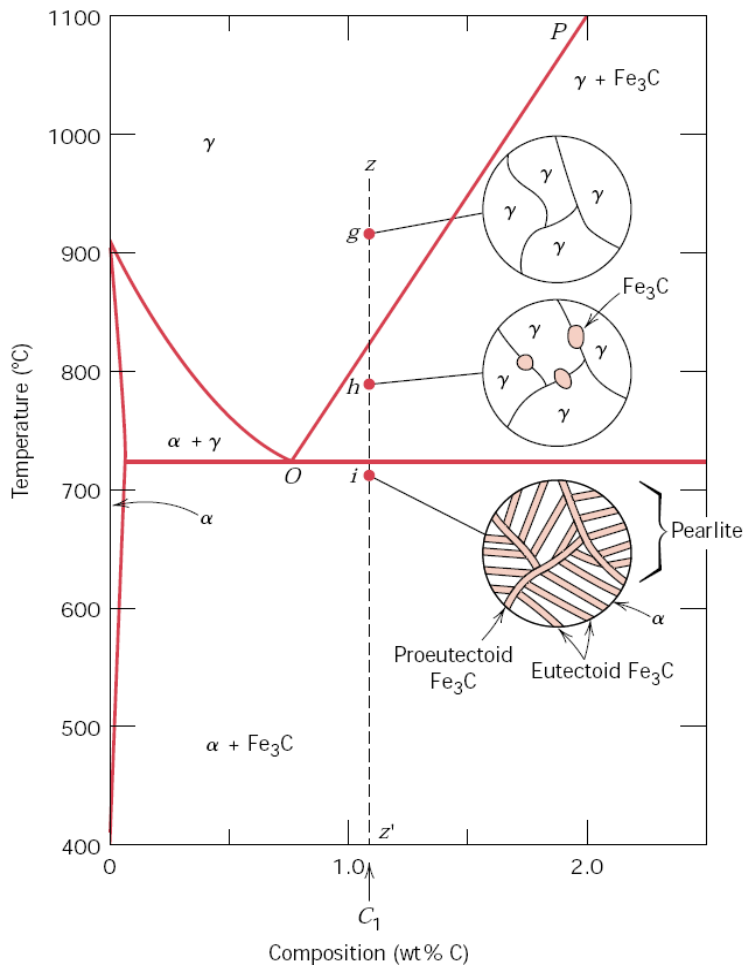 1100
P
γ + Fe₃C
1000
γ
z
γ
γ
γ
γ
g
900
Fe₃C
γ
γ
γ
γ
800
h
α + γ
O
i
700
Pearlite
α
600
α
Proeutectoid
Fe₃C
Eutectoid Fe₃C
500
α + Fe₃C
400
z'
0
1.0
2.0
C₁
Composition (wt% C)
Temperature (°C)